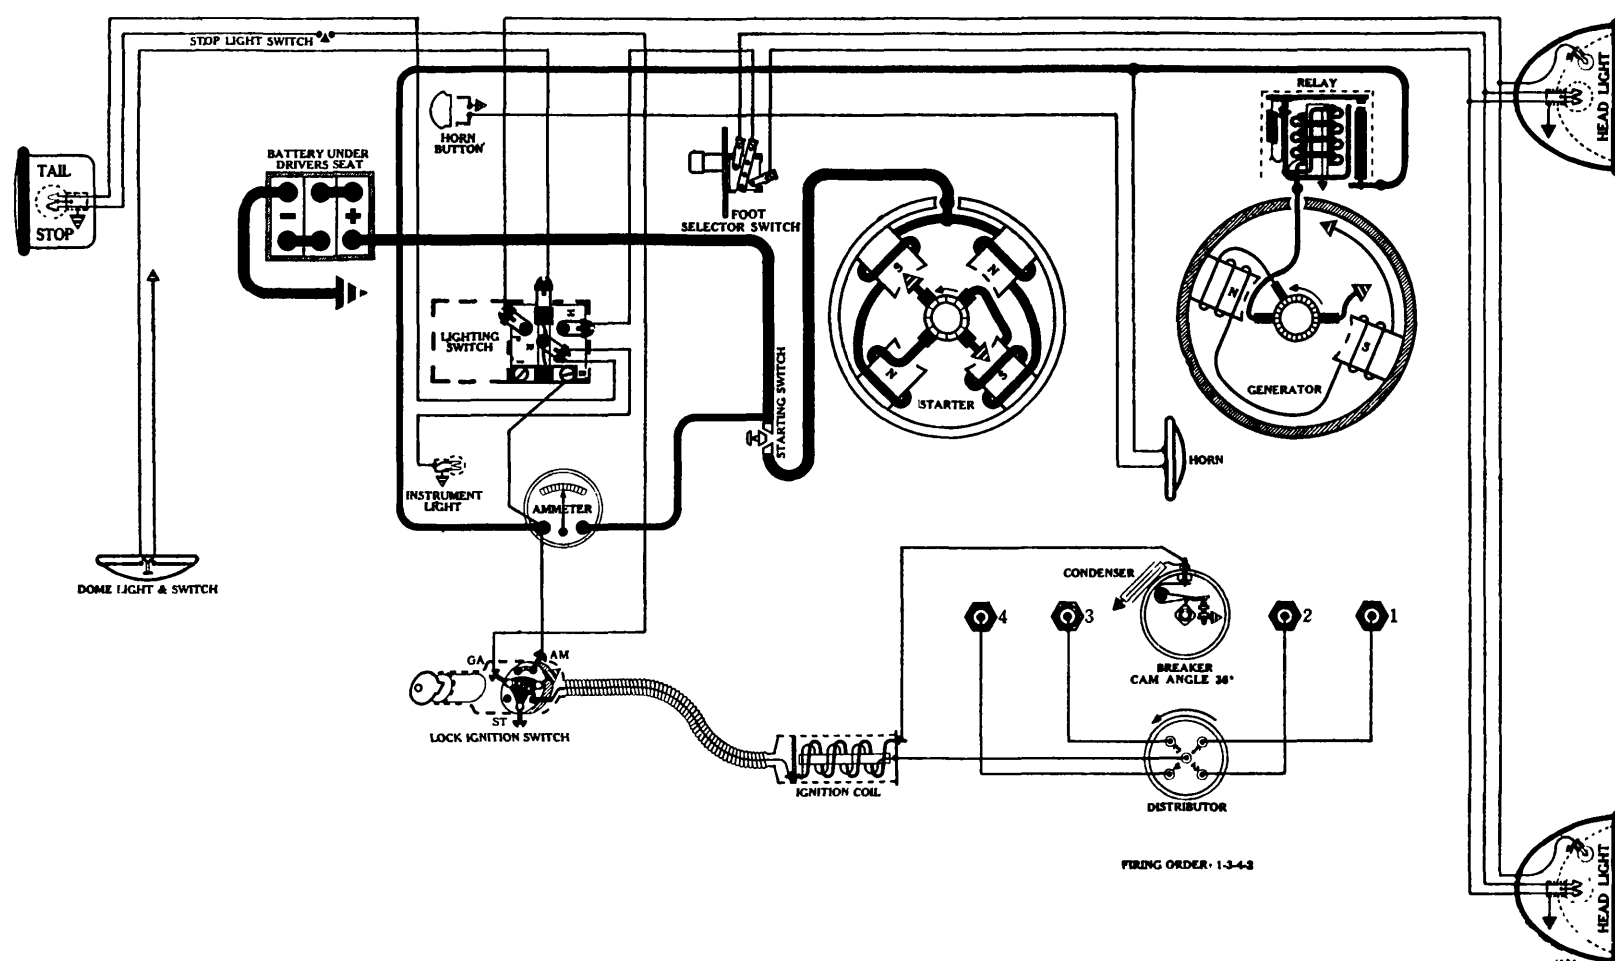 STOP LIGHT SWITCH
RELAY
HEAD LIGHT
HORN
BUTTON
BATTERY UNDER
DRIVERS SEAT
TAIL
STOP
-
+
FOOT
SELECTOR SWITCH
S
N
N
S
STARTER
N
S
GENERATOR
LIGHTING
SWITCH
H
STARTING SWITCH
HORN
INSTRUMENT
LIGHT
AMMETER
DOME LIGHT & SWITCH
CONDENSER
4
3
2
1
BREAKER
CAM ANGLE 36°
GA
AM
ST
LOCK IGNITION SWITCH
IGNITION COIL
DISTRIBUTOR
FIRING ORDER· 1-3-4-2
HEAD LIGHT